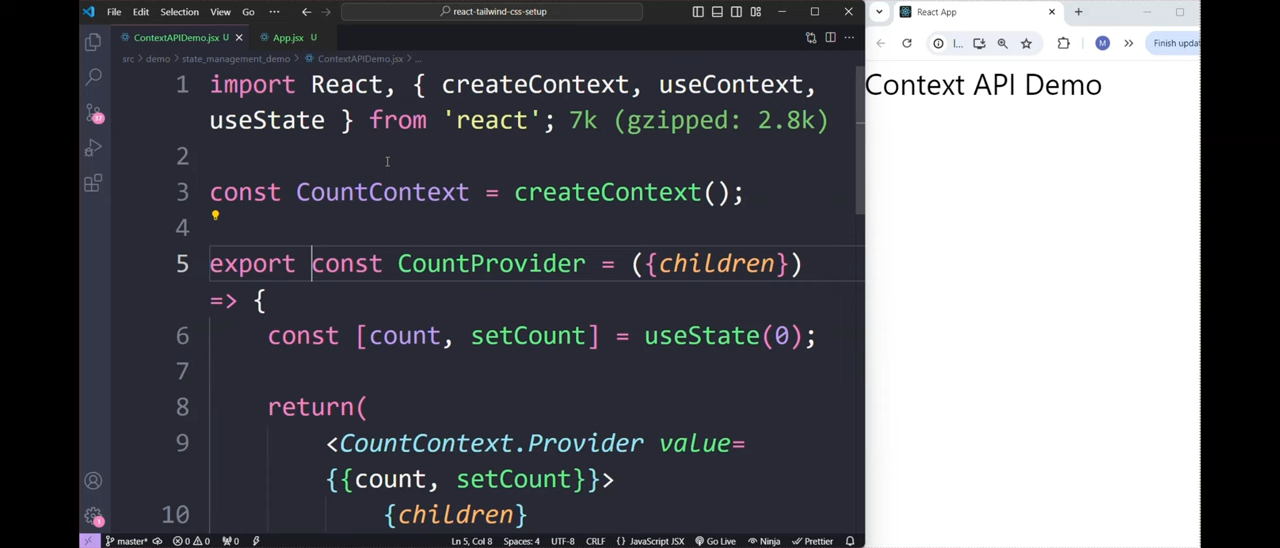 File Edit Selection View Go ··· react-tailwind-css-setup
ContextAPIDemo.jsx U App.jsx U
src > demo > state_management_demo > ContextAPIDemo.jsx > ...
1 import React, { createContext, useContext,
useState } from 'react'; 7k (gzipped: 2.8k)
2
3 const CountContext = createContext();
4
5 export const CountProvider = ({children})
=> {
6 const [count, setCount] = useState(0);
7
8 return(
9 <CountContext.Provider value=
{{count, setCount}}>
10 {children}
master* 0 0 0 Ln 5, Col 8 Spaces: 4 UTF-8 CRLF {} JavaScript JSX Go Live Ninja Prettier
React App
l... M Finish updat
Context API Demo